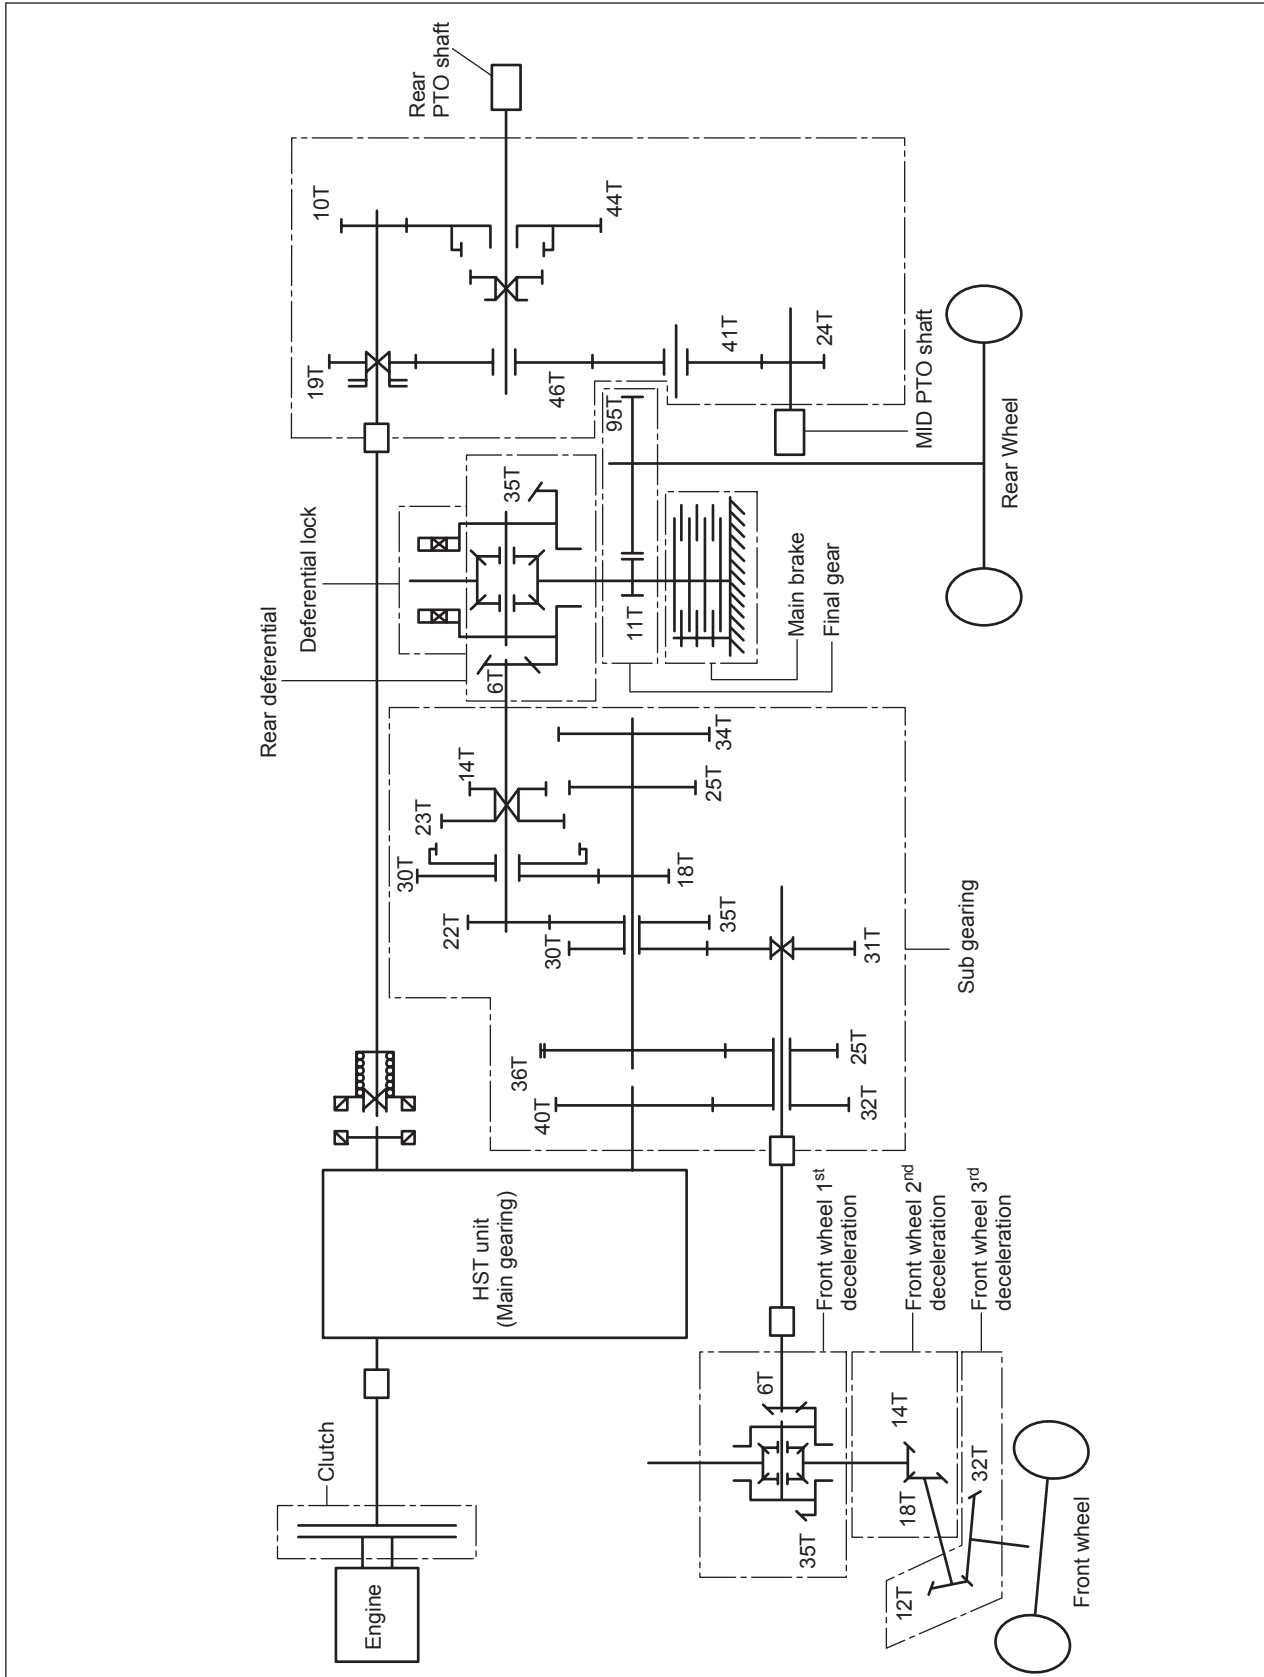 Rear
PTO shaft
10T
44T
19T
46T
41T
24T
MID PTO shaft
95T
11T
Rear Wheel
35T
6T
Deferential lock
Rear deferential
Main brake
Final gear
14T
23T
30T
22T
34T
25T
18T
35T
30T
31T
Sub gearing
36T
40T
25T
32T
HST unit
(Main gearing)
Front wheel 1st
deceleration
Front wheel 2nd
deceleration
Front wheel 3rd
deceleration
6T
35T
14T
18T
32T
12T
Front wheel
Clutch
Engine